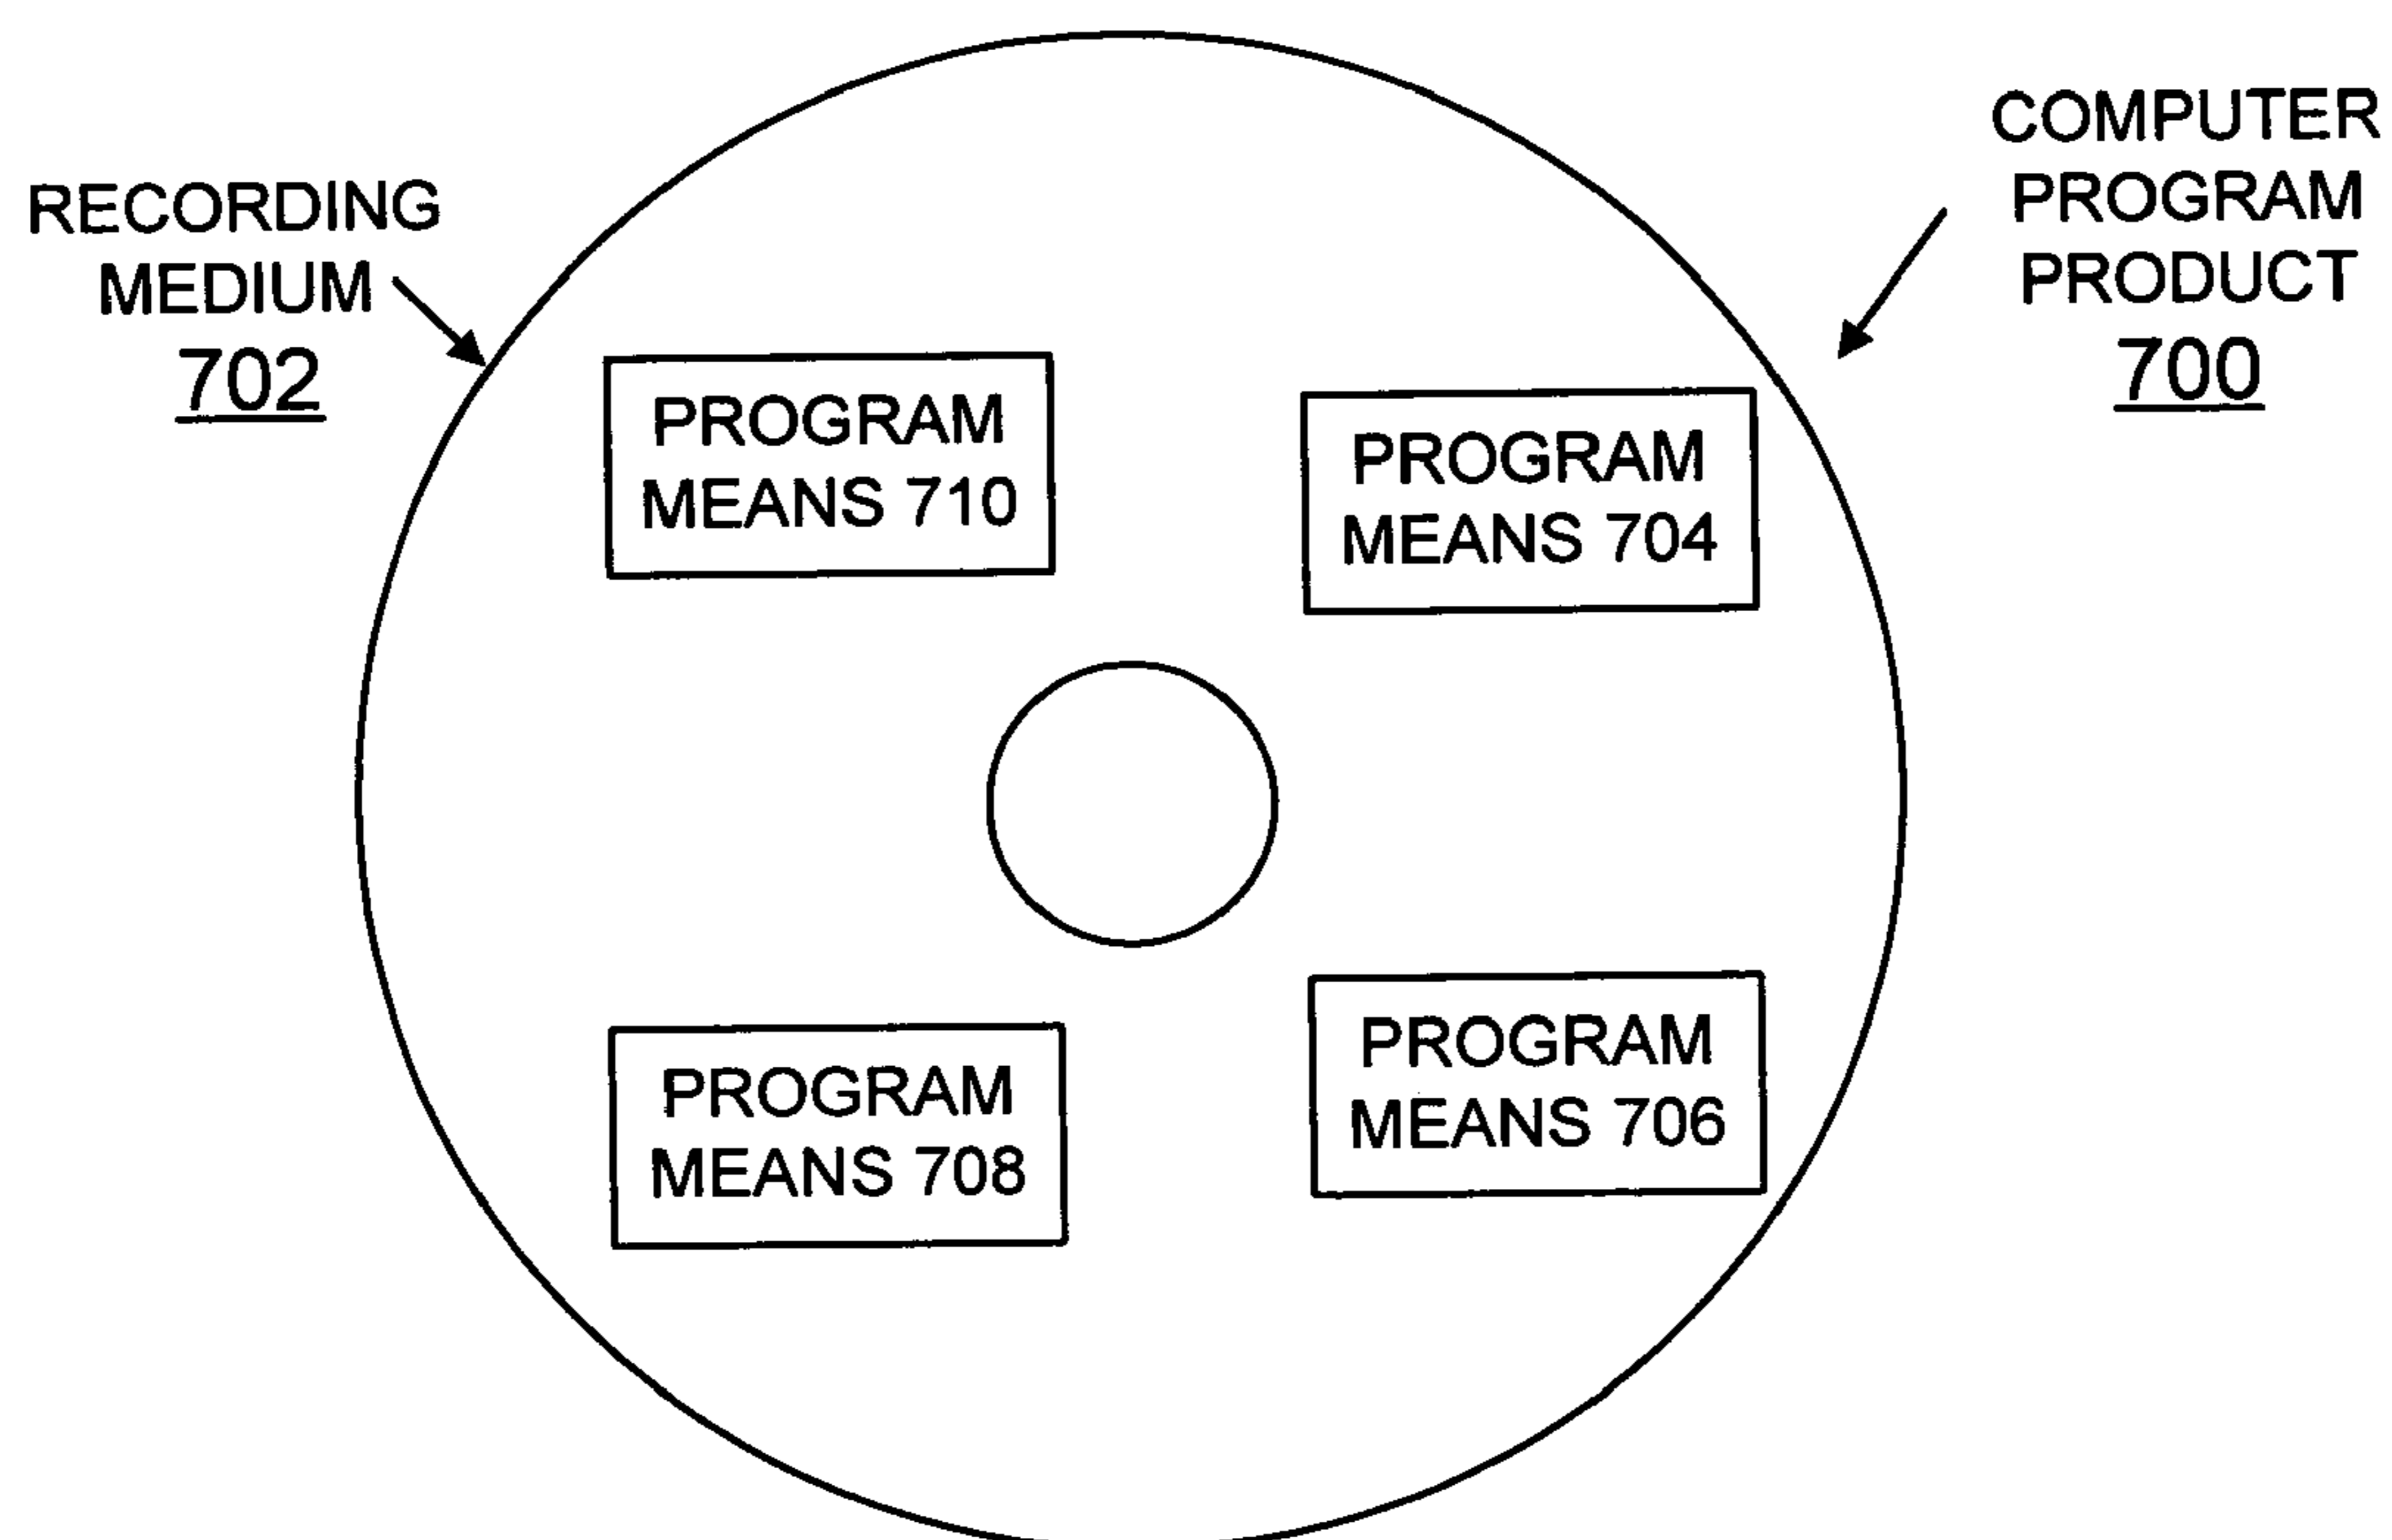 RECORDING
MEDIUM
702
COMPUTER
PROGRAM
PRODUCT
700
PROGRAM
MEANS 710
PROGRAM
MEANS 704
PROGRAM
MEANS 708
PROGRAM
MEANS 706